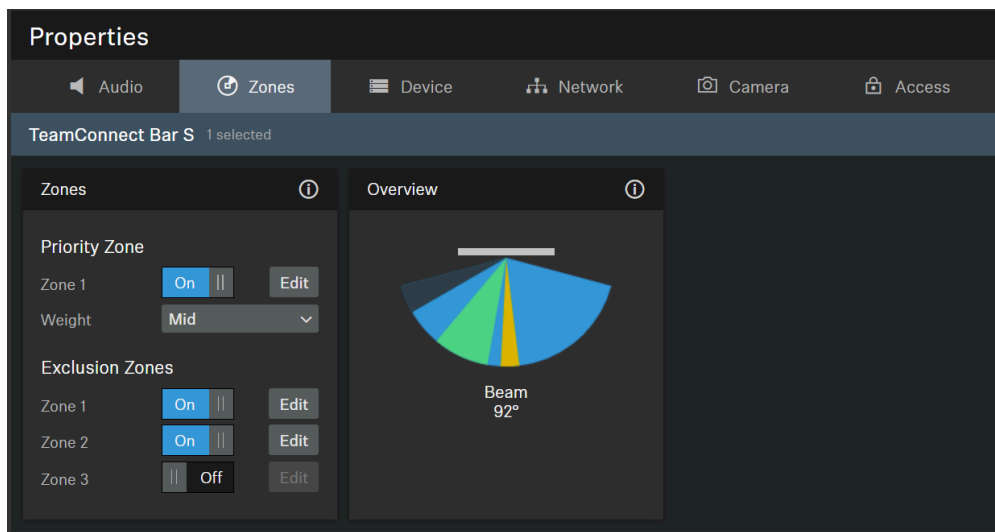 Properties
Audio Zones Device Network Camera Access
TeamConnect Bar S 1 selected
Zones
Priority Zone
Zone 1 On Edit
Weight Mid
Exclusion Zones
Zone 1 On Edit
Zone 2 On Edit
Zone 3 Off Edit
Overview
Beam
92°